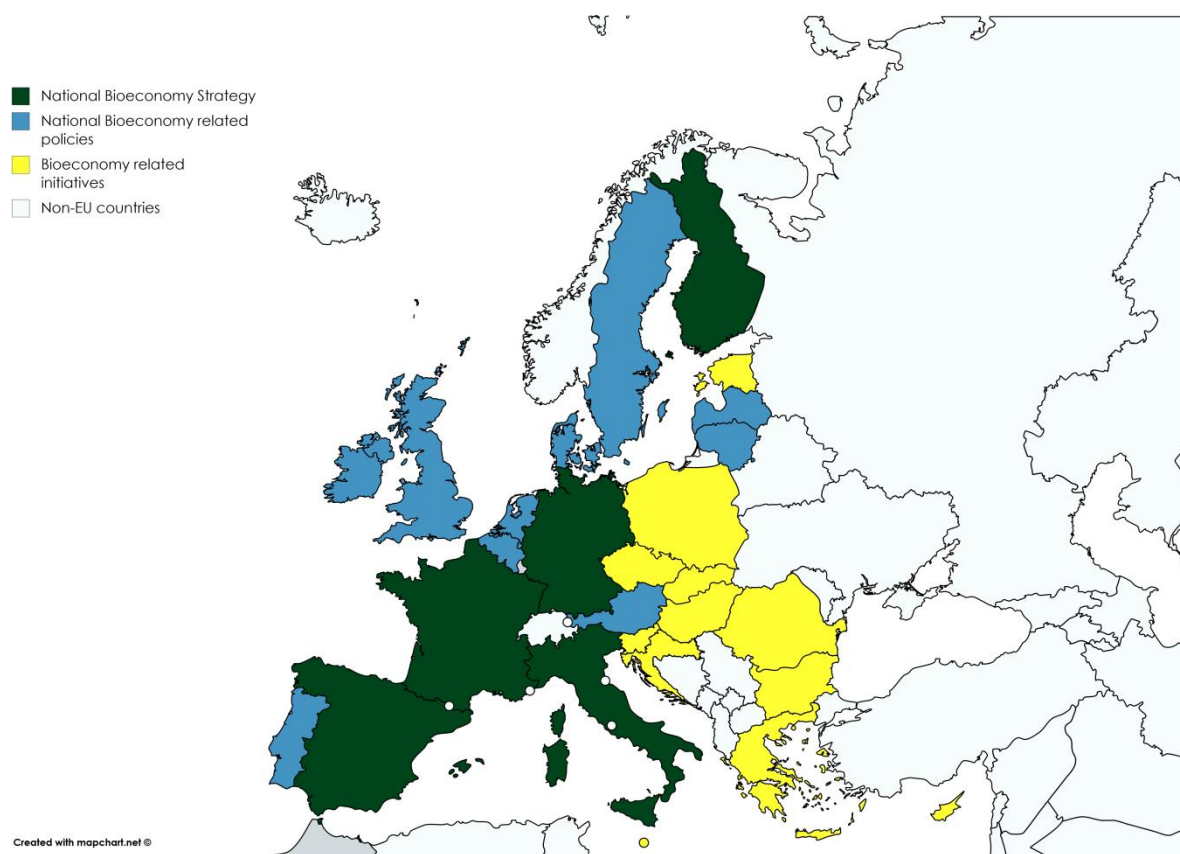 National Bioeconomy Strategy
National Bioeconomy related
policies
Bioeconomy related
initiatives
Non-EU countries
Created with mapchart.net ©